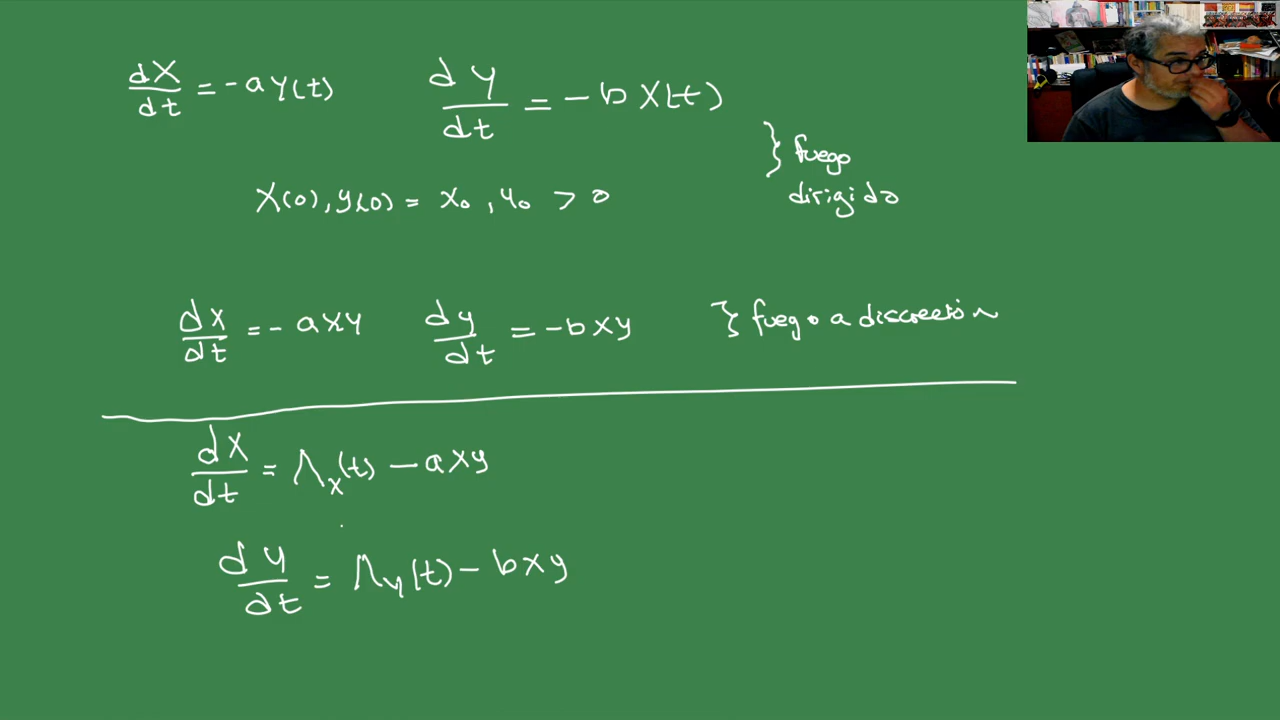 dX/dt = -aY(t) dy/dt = -bX(t)
} fuego
dirigido
X(0), y(0) = x₀, y₀ > 0
dx/dt = -axy dy/dt = -bxy } fuego a discreción
dx/dt = Λₓ(t) - axy
dy/dt = Λ_y(t) - bxy